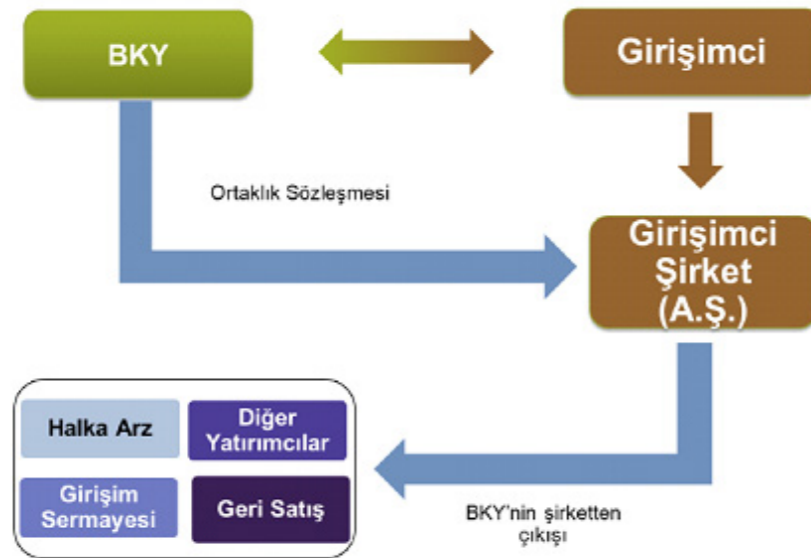 BKY
Girişimci
Ortaklık Sözleşmesi
Girişimci
Şirket
(A.Ş.)
Halka Arz
Diğer
Yatırımcılar
Girişim
Sermayesi
Geri Satış
BKY'nin şirketten
çıkışı